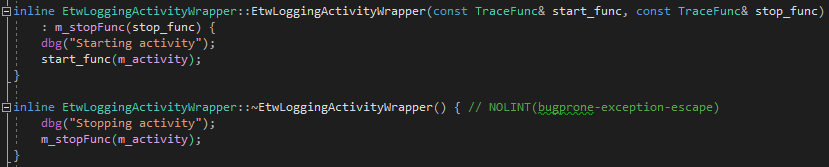 inline EtwLoggingActivityWrapper::EtwLoggingActivityWrapper(const TraceFunc& start_func, const TraceFunc& stop_func)
    : m_stopFunc(stop_func) {
    dbg("Starting activity");
    start_func(m_activity);
}

inline EtwLoggingActivityWrapper::~EtwLoggingActivityWrapper() { // NOLINT(bugprone-exception-escape)
    dbg("Stopping activity");
    m_stopFunc(m_activity);
}